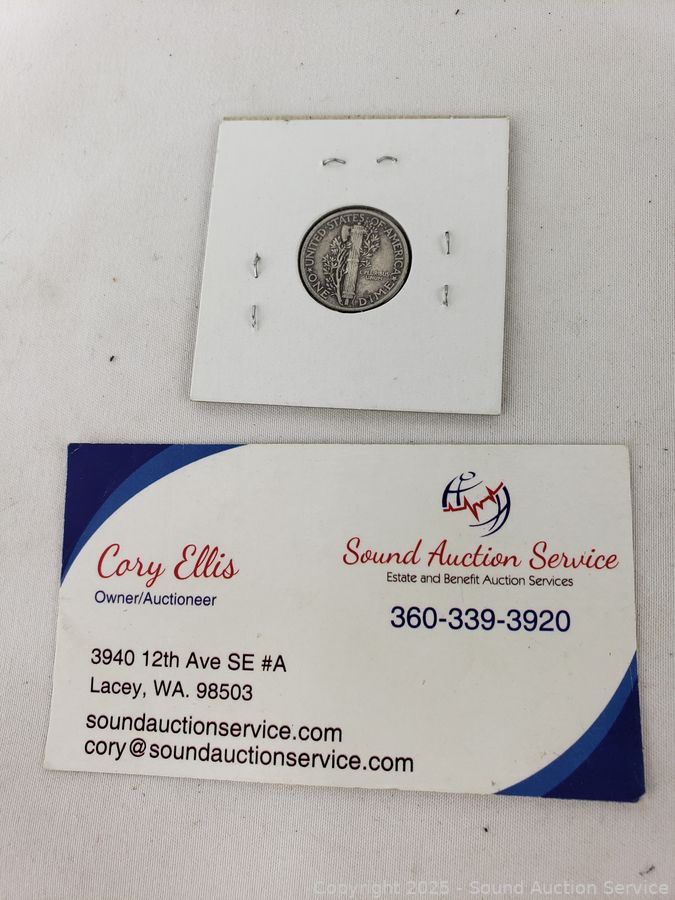 UNITED STATES OF AMERICA
E PLURIBUS
UNUM
ONE DIME
Cory Ellis
Owner/Auctioneer
Sound Auction Service
Estate and Benefit Auction Services
360-339-3920
3940 12th Ave SE #A
Lacey, WA. 98503
soundauctionservice.com
cory@soundauctionservice.com
Copyright 2025 - Sound Auction Service